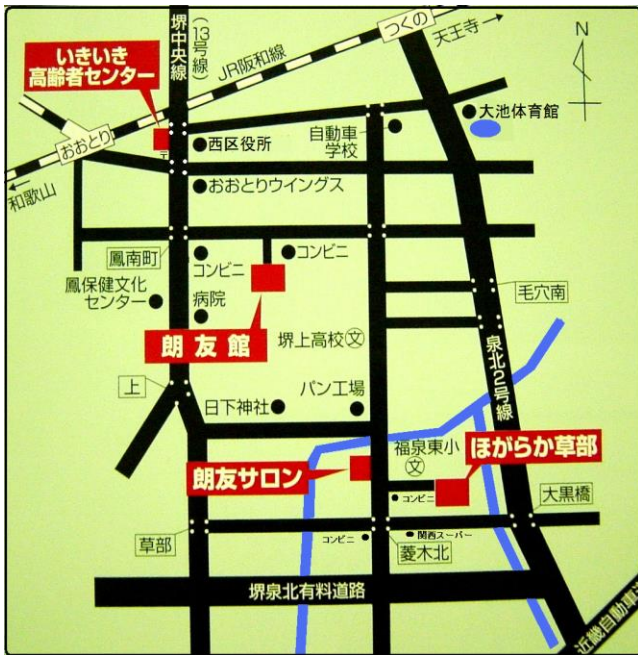 つくの
天王寺
堺中央線
(13号線)
JR阪和線
N
いきいき
高齢者センター
大池体育館
自動車
学校
西区役所
おおとり
〒
おおとりウイングス
和歌山
鳳南町
コンビニ
コンビニ
鳳保健文化
センター
病院
毛穴南
朗友館
堺上高校
文
泉北2号線
上
パン工場
日下神社
福泉東小
文
ほがらか草部
朗友サロン
コンビニ
大黒橋
草部
コンビニ
関西スーパー
菱木北
堺泉北有料道路
近畿自動車道